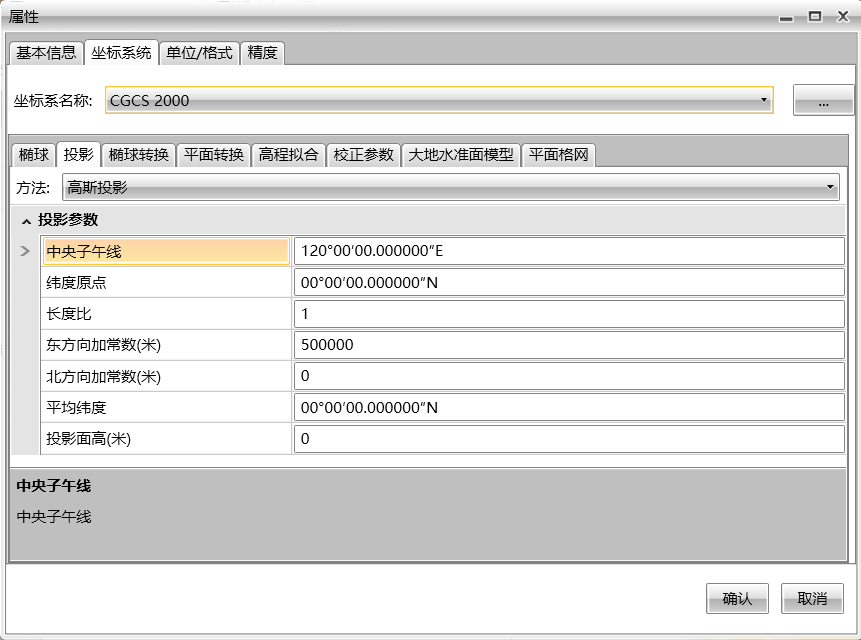 属性
基本信息 坐标系统 单位/格式 精度
坐标系名称: CGCS 2000 ...
椭球 投影 椭球转换 平面转换 高程拟合 校正参数 大地水准面模型 平面格网
方法: 高斯投影
投影参数
中央子午线 120°00′00.000000″E
纬度原点 00°00′00.000000″N
长度比 1
东方向加常数(米) 500000
北方向加常数(米) 0
平均纬度 00°00′00.000000″N
投影面高(米) 0
中央子午线
中央子午线
确认 取消